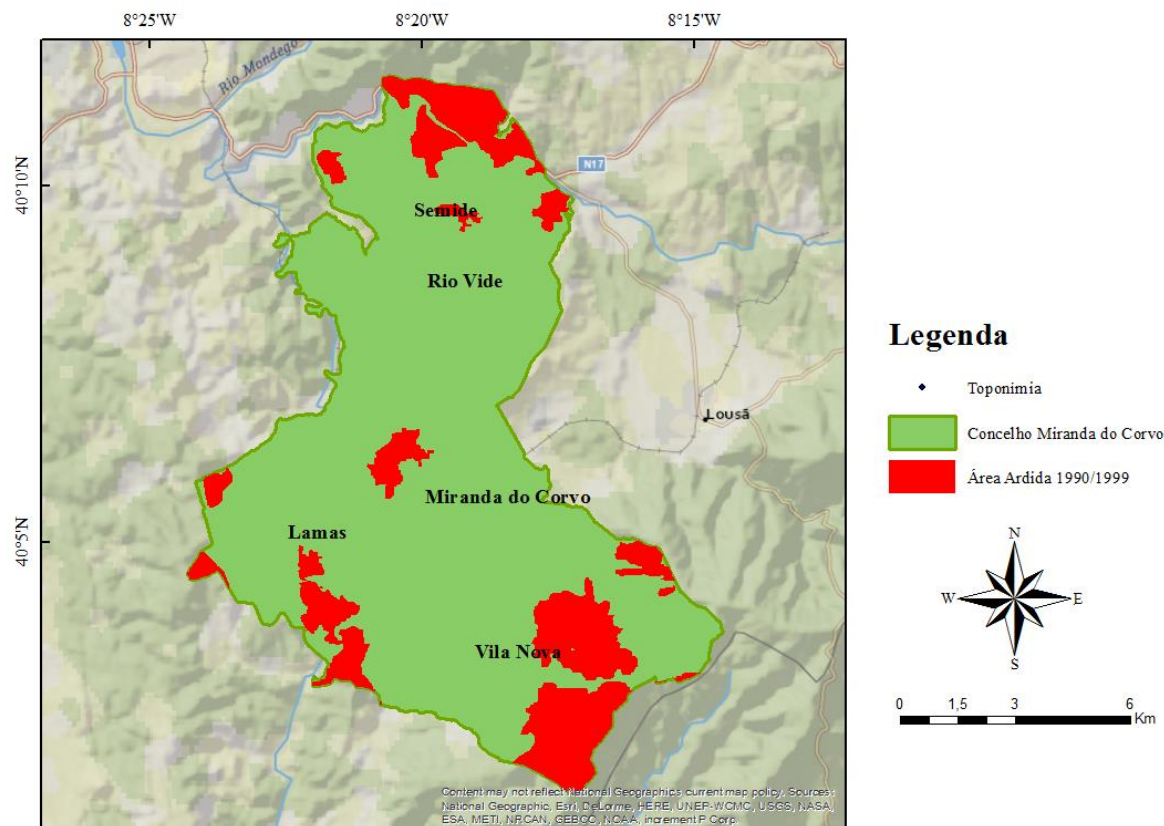 8°25'W
8°20'W
8°15'W
Rio Mondego
N17
40°10'N
Semide
Rio Vide
Legenda
Toponimia
Lousã
Concelho Miranda do Corvo
Área Ardida 1990/1999
Miranda do Corvo
Lamas
40°5'N
N
W
E
S
Vila Nova
0
1,5
3
6
Km
Content may not reflect National Geographic's current map policy. Sources:
National Geographic, Esri, DeLorme, HERE, UNEP-WCMC, USGS, NASA,
ESA, METI, NRCAN, GEBCO, NOAA, increment P Corp.